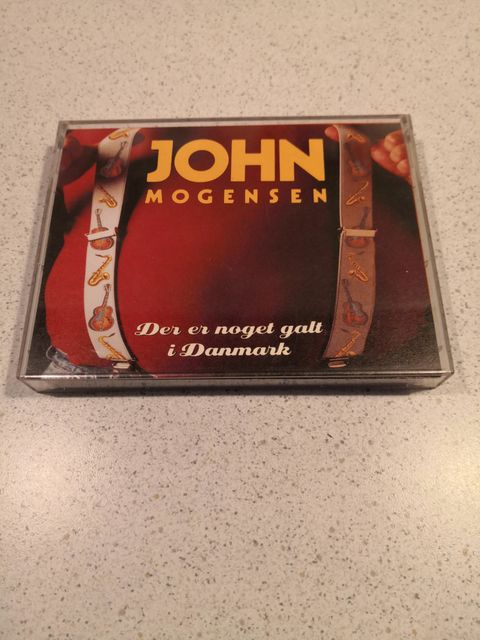 JOHN
MOGENSEN
Der er noget galt
i Danmark